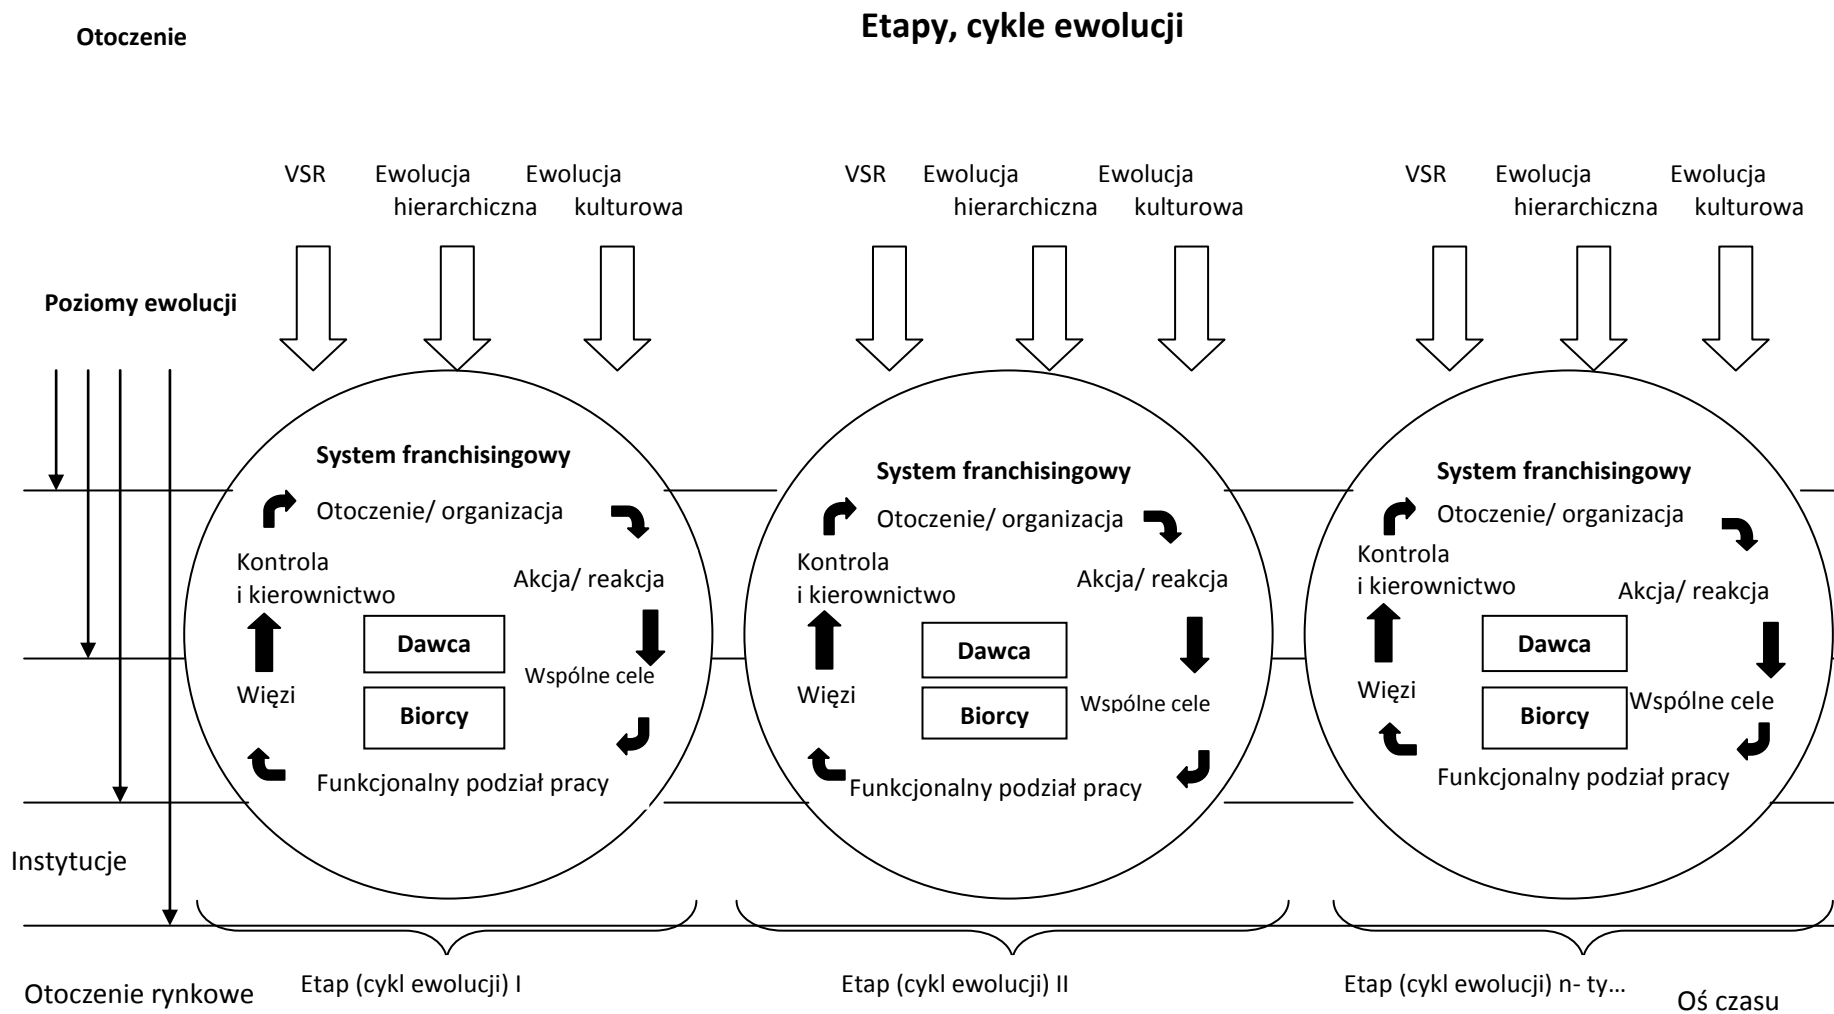 Etapy, cykle ewolucji
Otoczenie
VSR Ewolucja Ewolucja
hierarchiczna kulturowa
VSR Ewolucja Ewolucja
hierarchiczna kulturowa
VSR Ewolucja Ewolucja
hierarchiczna kulturowa
Poziomy ewolucji
System franchisingowy
Otoczenie/ organizacja
Kontrola
i kierownictwo
Akcja/ reakcja
Dawca
Wspólne cele
Więzi
Biorcy
Funkcjonalny podział pracy
System franchisingowy
Otoczenie/ organizacja
Kontrola
i kierownictwo
Akcja/ reakcja
Dawca
Więzi
Wspólne cele
Biorcy
Funkcjonalny podział pracy
System franchisingowy
Otoczenie/ organizacja
Kontrola
i kierownictwo
Akcja/ reakcja
Dawca
Więzi
Wspólne cele
Biorcy
Funkcjonalny podział pracy
Instytucje
Etap (cykl ewolucji) I
Etap (cykl ewolucji) II
Etap (cykl ewolucji) n- ty...
Otoczenie rynkowe
Oś czasu